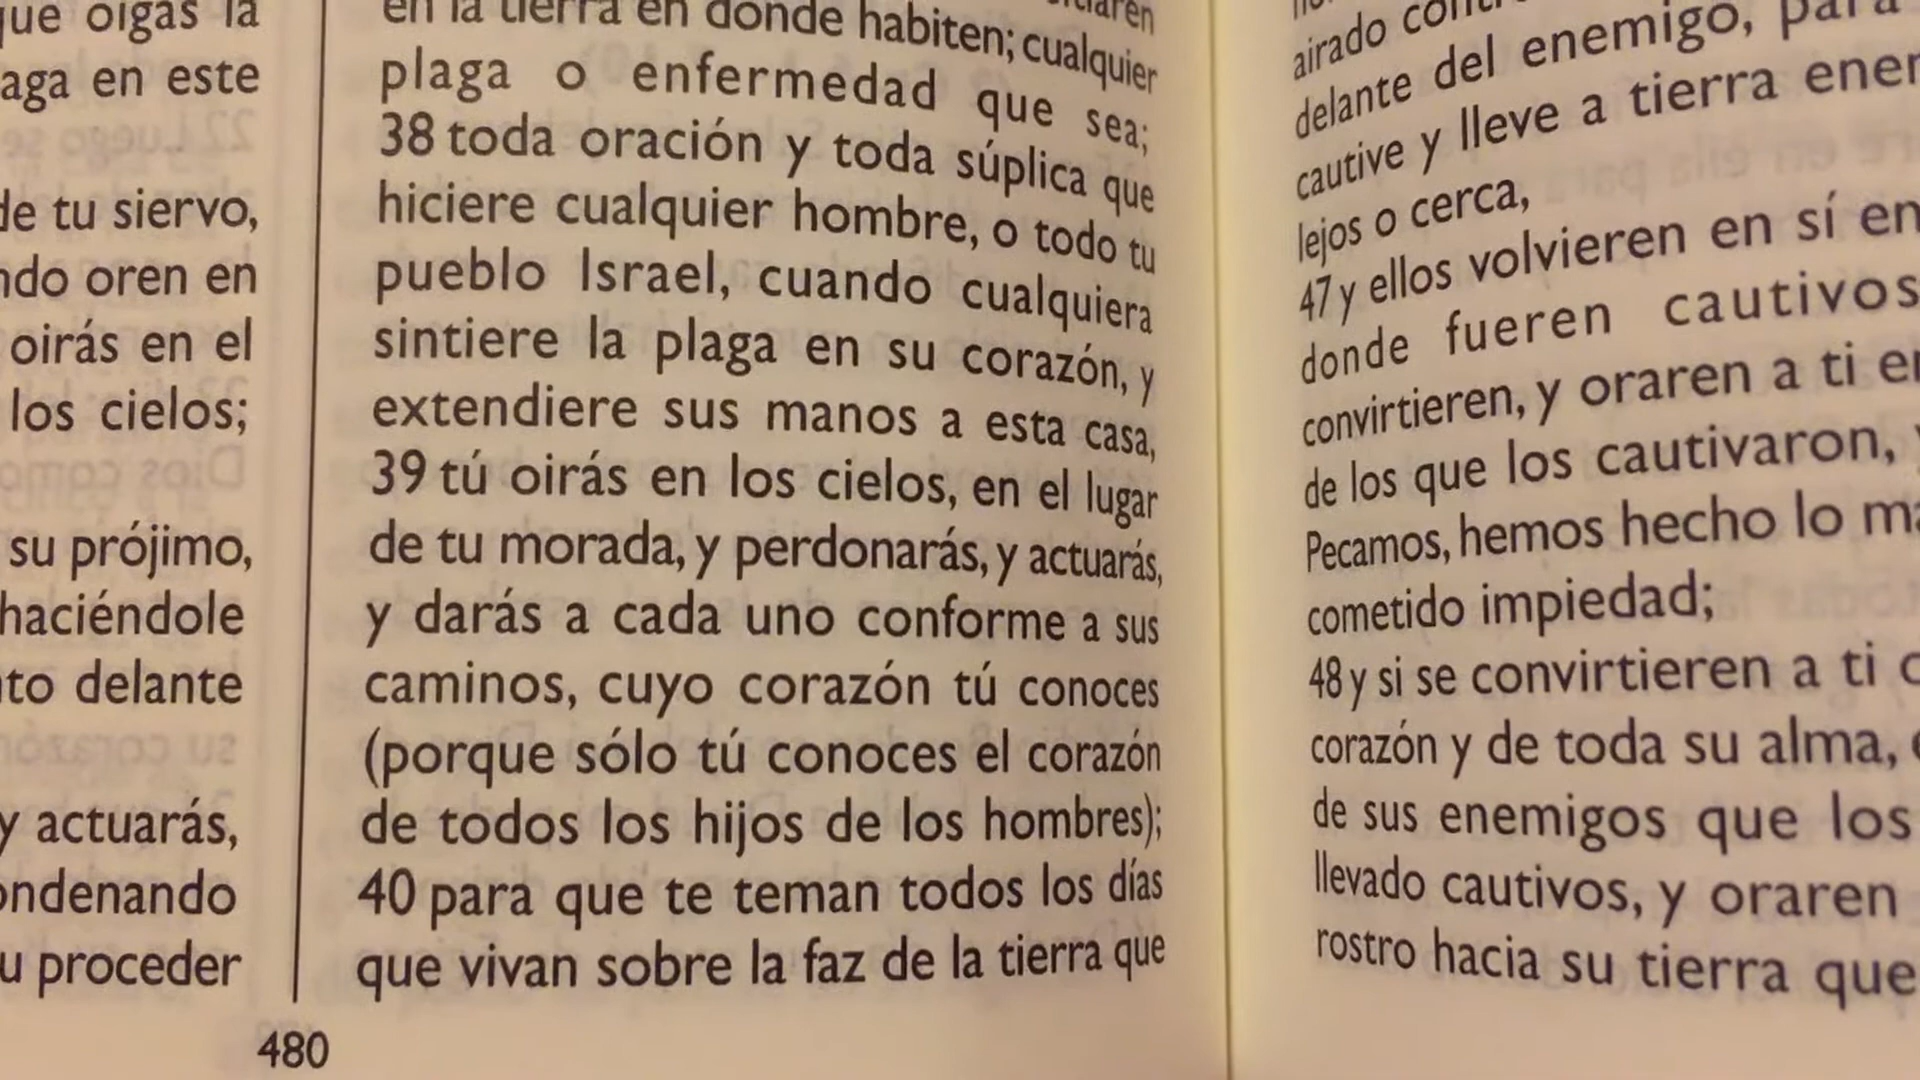 que oigas la
aga en este
de tu siervo,
ndo oren en
oirás en el
los cielos;
su prójimo,
haciéndole
to delante
y actuarás,
ondenando
u proceder
en la tierra en donde habiten; cualquier
plaga o enfermedad que sea;
38 toda oración y toda súplica que
hiciere cualquier hombre, o todo tu
pueblo Israel, cuando cualquiera
sintiere la plaga en su corazón, y
extendiere sus manos a esta casa,
39 tú oirás en los cielos, en el lugar
de tu morada, y perdonarás, y actuarás,
y darás a cada uno conforme a sus
caminos, cuyo corazón tú conoces
(porque sólo tú conoces el corazón
de todos los hijos de los hombres);
40 para que te teman todos los días
que vivan sobre la faz de la tierra que
480
airado
delante del enemigo, para
cautive y lleve a tierra ener
lejos o cerca,
47 y ellos volvieren en sí en
donde fueren cautivos
convirtieren, y oraren a ti en
de los que los cautivaron, y
Pecamos, hemos hecho lo ma
cometido impiedad;
48 y si se convirtieren a ti c
corazón y de toda su alma,
de sus enemigos que los
llevado cautivos, y oraren
rostro hacia su tierra que